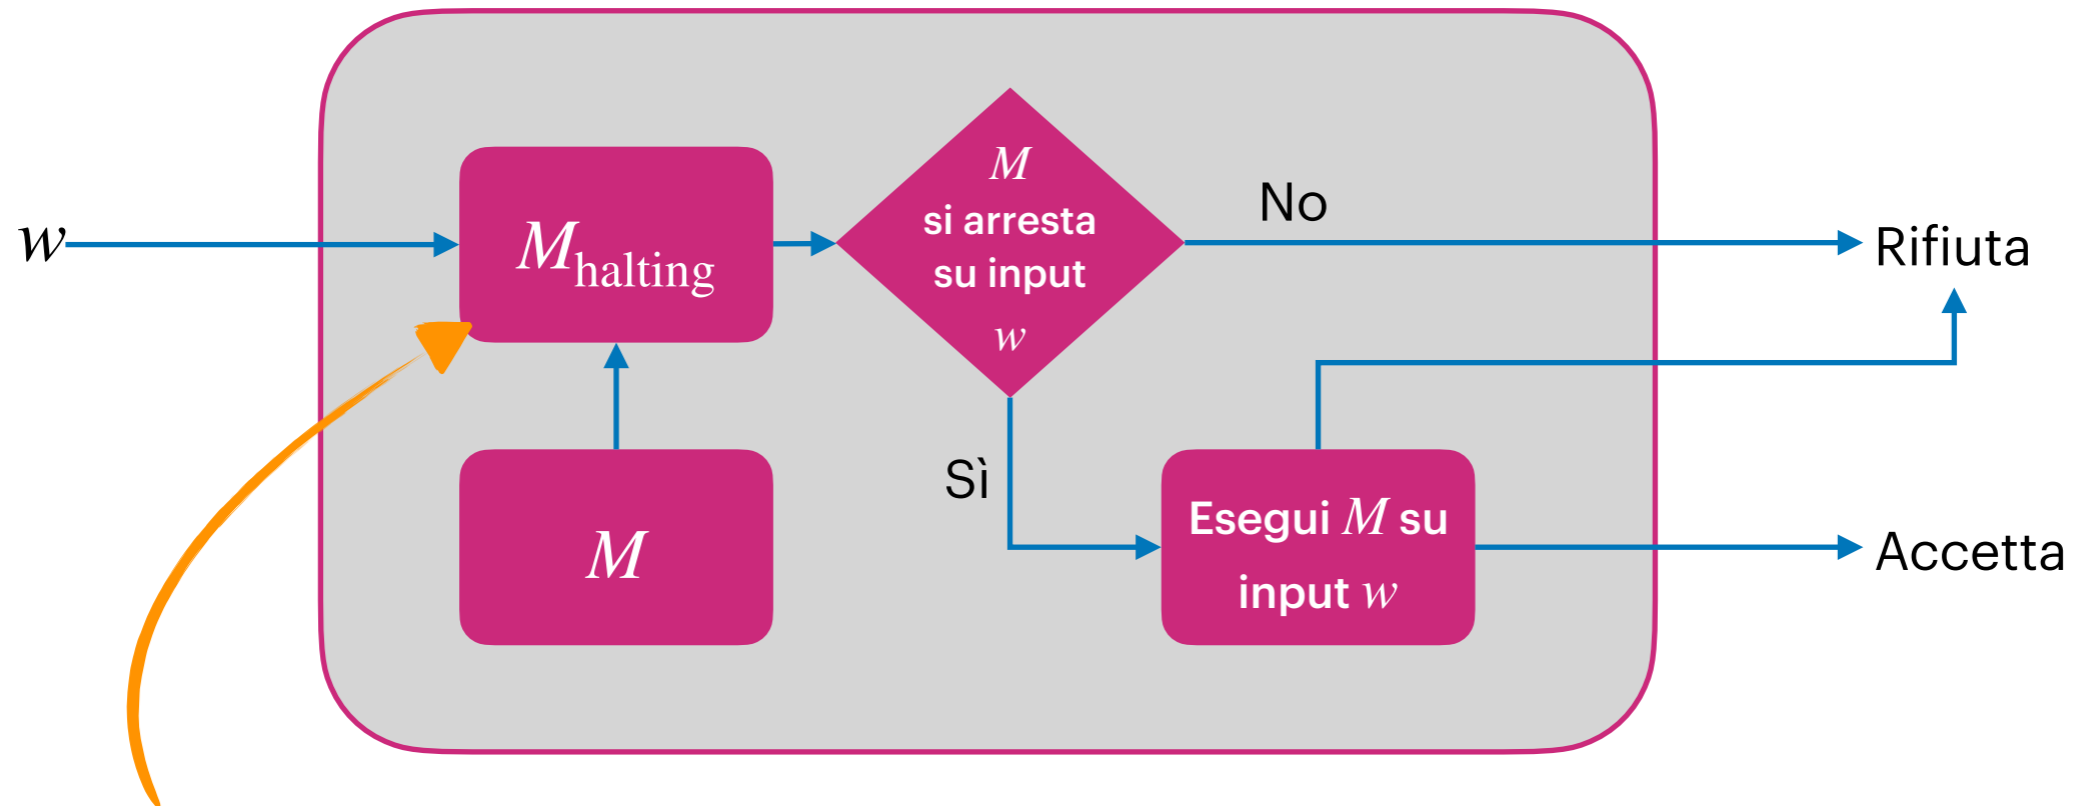 w
M_halting
M
si arresta
su input
w
No
Rifiuta
Sì
M
Esegui M su
input w
Accetta